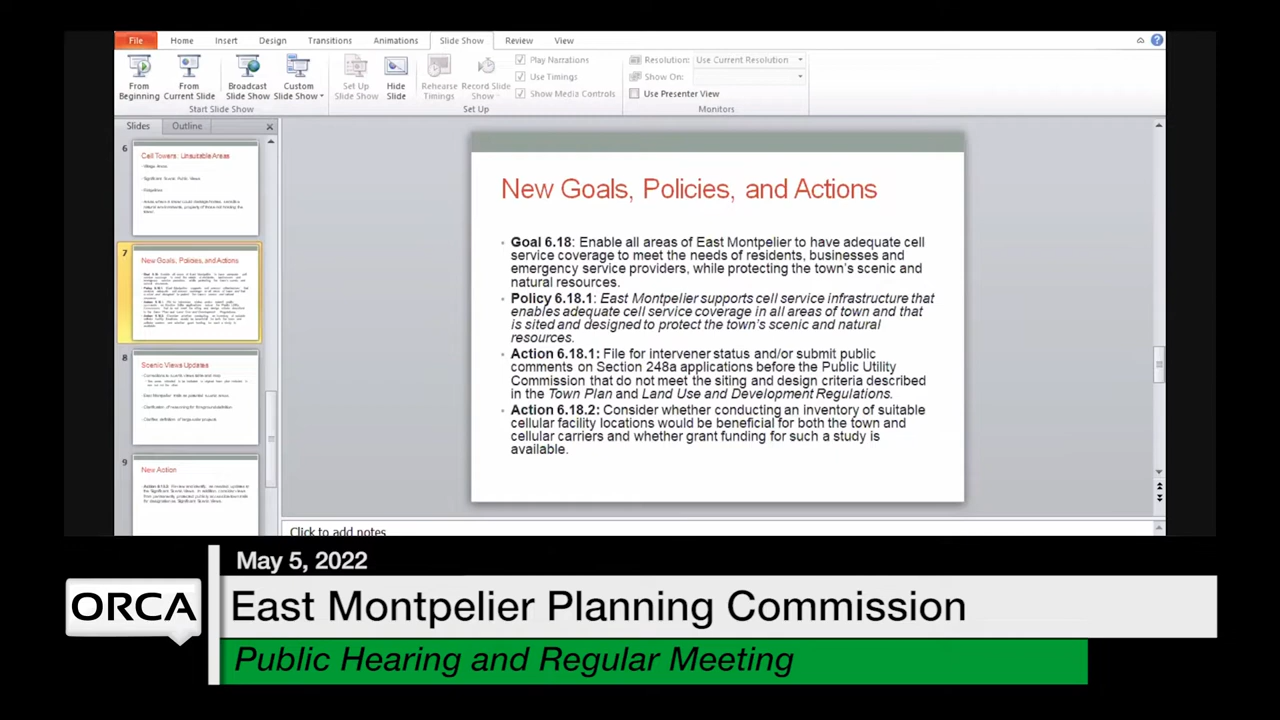 File Home Insert Design Transitions Animations Slide Show Review View
From Beginning
From Current Slide
Broadcast Slide Show
Custom Slide Show
Set Up Slide Show
Hide Slide
Rehearse Timings
Record Slide Show
Play Narrations
Use Timings
Show Media Controls
Resolution: Use Current Resolution
Show On:
Use Presenter View
Start Slide Show
Set Up
Monitors
Slides Outline
6
Cell Towers: Unsuitable Areas
7
New Goals, Policies, and Actions
8
Scenic Views Updates
9
New Action
New Goals, Policies, and Actions
Goal 6.18: Enable all areas of East Montpelier to have adequate cell
service coverage to meet the needs of residents, businesses and
emergency service providers, while protecting the town's scenic and
natural resources.
Policy 6.18.1: East Montpelier supports cell service infrastructure that
enables adequate cell service coverage in all areas of town and that
is sited and designed to protect the town's scenic and natural
resources.
Action 6.18.1: File for intervener status and/or submit public
comments on Section 248a applications before the Public Utility
Commission that do not meet the siting and design criteria described
in the Town Plan and Land Use and Development Regulations.
Action 6.18.2: Consider whether conducting an inventory of suitable
cellular facility locations would be beneficial for both the town and
cellular carriers and whether grant funding for such a study is
available.
Click to add notes
May 5, 2022
ORCA
East Montpelier Planning Commission
Public Hearing and Regular Meeting